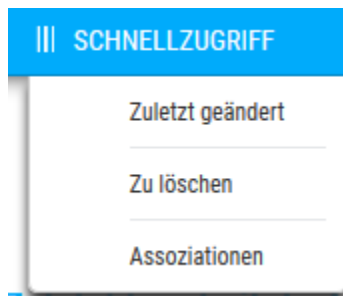 SCHNELLZUGRIFF
Zuletzt geändert
Zu löschen
Assoziationen